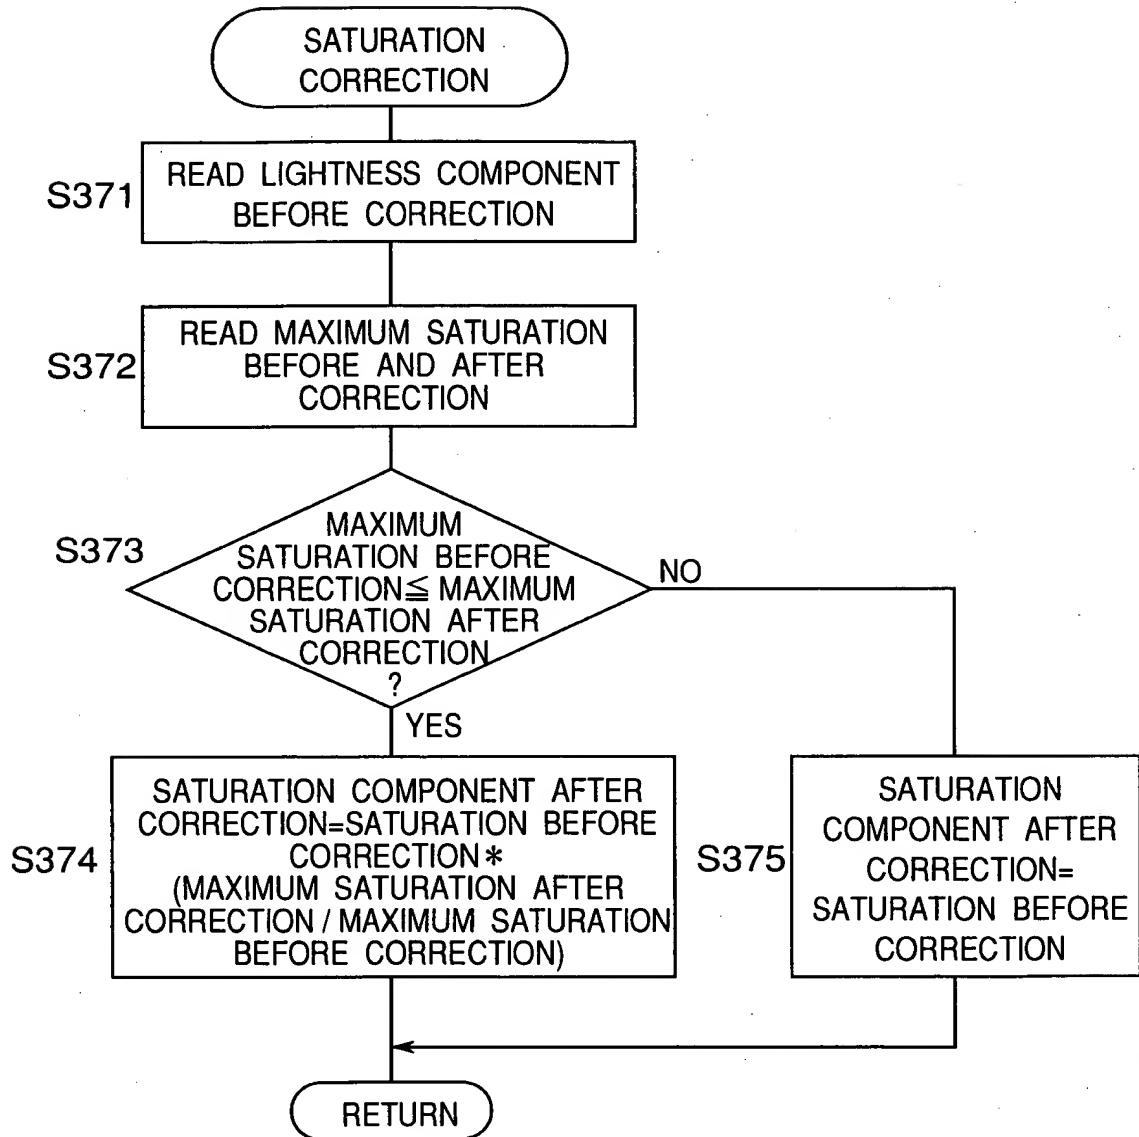 SATURATION
CORRECTION
S371
READ LIGHTNESS COMPONENT
BEFORE CORRECTION
S372
READ MAXIMUM SATURATION
BEFORE AND AFTER
CORRECTION
S373
MAXIMUM
SATURATION BEFORE
CORRECTION≦ MAXIMUM
SATURATION AFTER
CORRECTION
?
NO
YES
S374
SATURATION COMPONENT AFTER
CORRECTION=SATURATION BEFORE
CORRECTION*
(MAXIMUM SATURATION AFTER
CORRECTION / MAXIMUM SATURATION
BEFORE CORRECTION)
S375
SATURATION
COMPONENT AFTER
CORRECTION=
SATURATION BEFORE
CORRECTION
RETURN